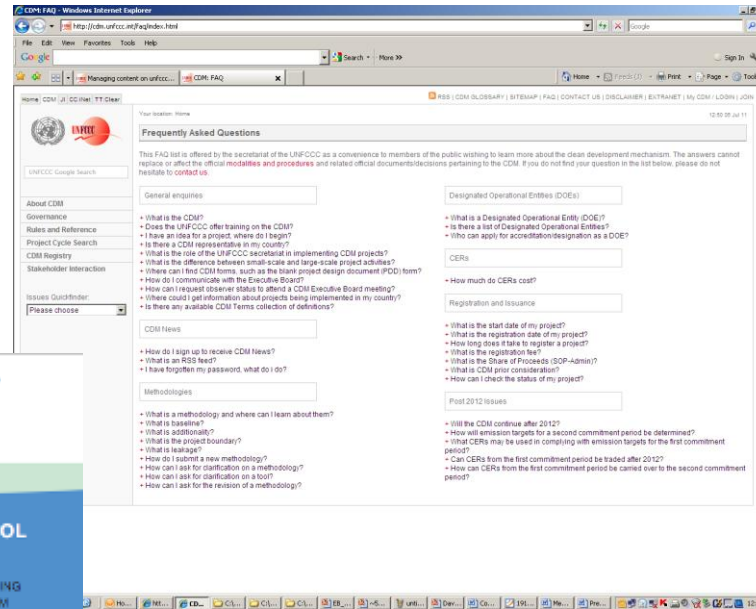 CDM: FAQ - Windows Internet Explorer
http://cdm.unfccc.int/faq/index.html
Google
File Edit View Favorites Tools Help
Google
Search
More >>
Sign In
Managing content on unfccc...
CDM: FAQ
Home
Feeds (J)
Print
Page
Tool
Home CDM JI CC:iNet TT:Clear
RSS | CDM GLOSSARY | SITEMAP | FAQ | CONTACT US | DISCLAIMER | EXTRANET | My CDM / LOGIN | JOIN
Your location: Home
12:50 05 Jul 11
UNFCCC
Frequently Asked Questions
This FAQ list is offered by the secretariat of the UNFCCC as a convenience to members of the public wishing to learn more about the clean development mechanism. The answers cannot
replace or affect the official modalities and procedures and related official documents/decisions pertaining to the CDM. If you do not find your question in the list below, please do not
hesitate to contact us.
UNFCCC Google Search
About CDM
Governance
Rules and Reference
Project Cycle Search
CDM Registry
Stakeholder Interaction
Issues Quickfinder:
Please choose
General enquiries
+ What is the CDM?
+ Does the UNFCCC offer training on the CDM?
+ I have an idea for a project, where do I begin?
+ Is there a CDM representative in my country?
+ What is the role of the UNFCCC secretariat in implementing CDM projects?
+ What is the difference between small-scale and large-scale project activities?
+ Where can I find CDM forms, such as the blank project design document (PDD) form?
+ How do I communicate with the Executive Board?
+ How can I request observer status to attend a CDM Executive Board meeting?
+ Where could I get information about projects being implemented in my country?
+ Is there any available CDM Terms collection of definitions?
CDM News
+ How do I sign up to receive CDM News?
+ What is an RSS feed?
+ I have forgotten my password, what do I do?
Methodologies
+ What is a methodology and where can I learn about them?
+ What is baseline?
+ What is additionality?
+ What is the project boundary?
+ What is leakage?
+ How do I submit a new methodology?
+ How can I ask for clarification on a methodology?
+ How can I ask for clarification on a tool?
+ How can I ask for the revision of a methodology?
Designated Operational Entities (DOEs)
+ What is a Designated Operational Entity (DOE)?
+ Is there a list of Designated Operational Entities?
+ Who can apply for accreditation/designation as a DOE?
CERs
+ How much do CERs cost?
Registration and Issuance
+ What is the start date of my project?
+ What is the registration date of my project?
+ How long does it take to register a project?
+ What is the registration fee?
+ What is the Share of Proceeds (SOP-Admin)?
+ What is CDM prior consideration?
+ How can I check the status of my project?
Post 2012 Issues
+ Will the CDM continue after 2012?
+ How will emission targets for a second commitment period be determined?
+ What CERs may be used in complying with emission targets for the first commitment
period?
+ Can CERs from the first commitment period be traded after 2012?
+ How can CERs from the first commitment period be carried over to the second commitment
period?
OL
ING
M
Ho...
Htt...
CD...
C:\...
C:\...
C:\...
EB_...
~S...
unti...
Dev...
Co...
191...
Me...
Pre...
12: